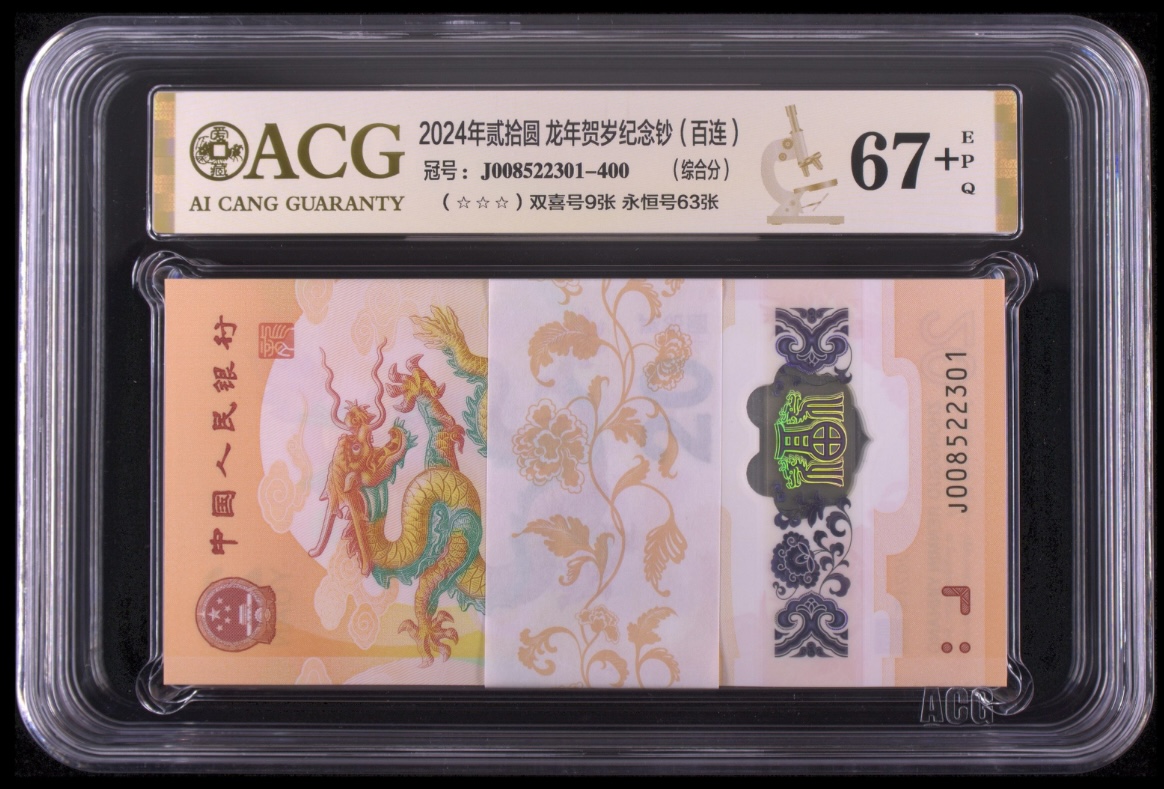 ACG
AI CANG GUARANTY
2024年贰拾圆 龙年贺岁纪念钞(百连)
冠号: J008522301-400 (综合分)
(☆☆☆)双喜号9张 永恒号63张
67+
EPQ
中国人民银行
J008522301
ACG